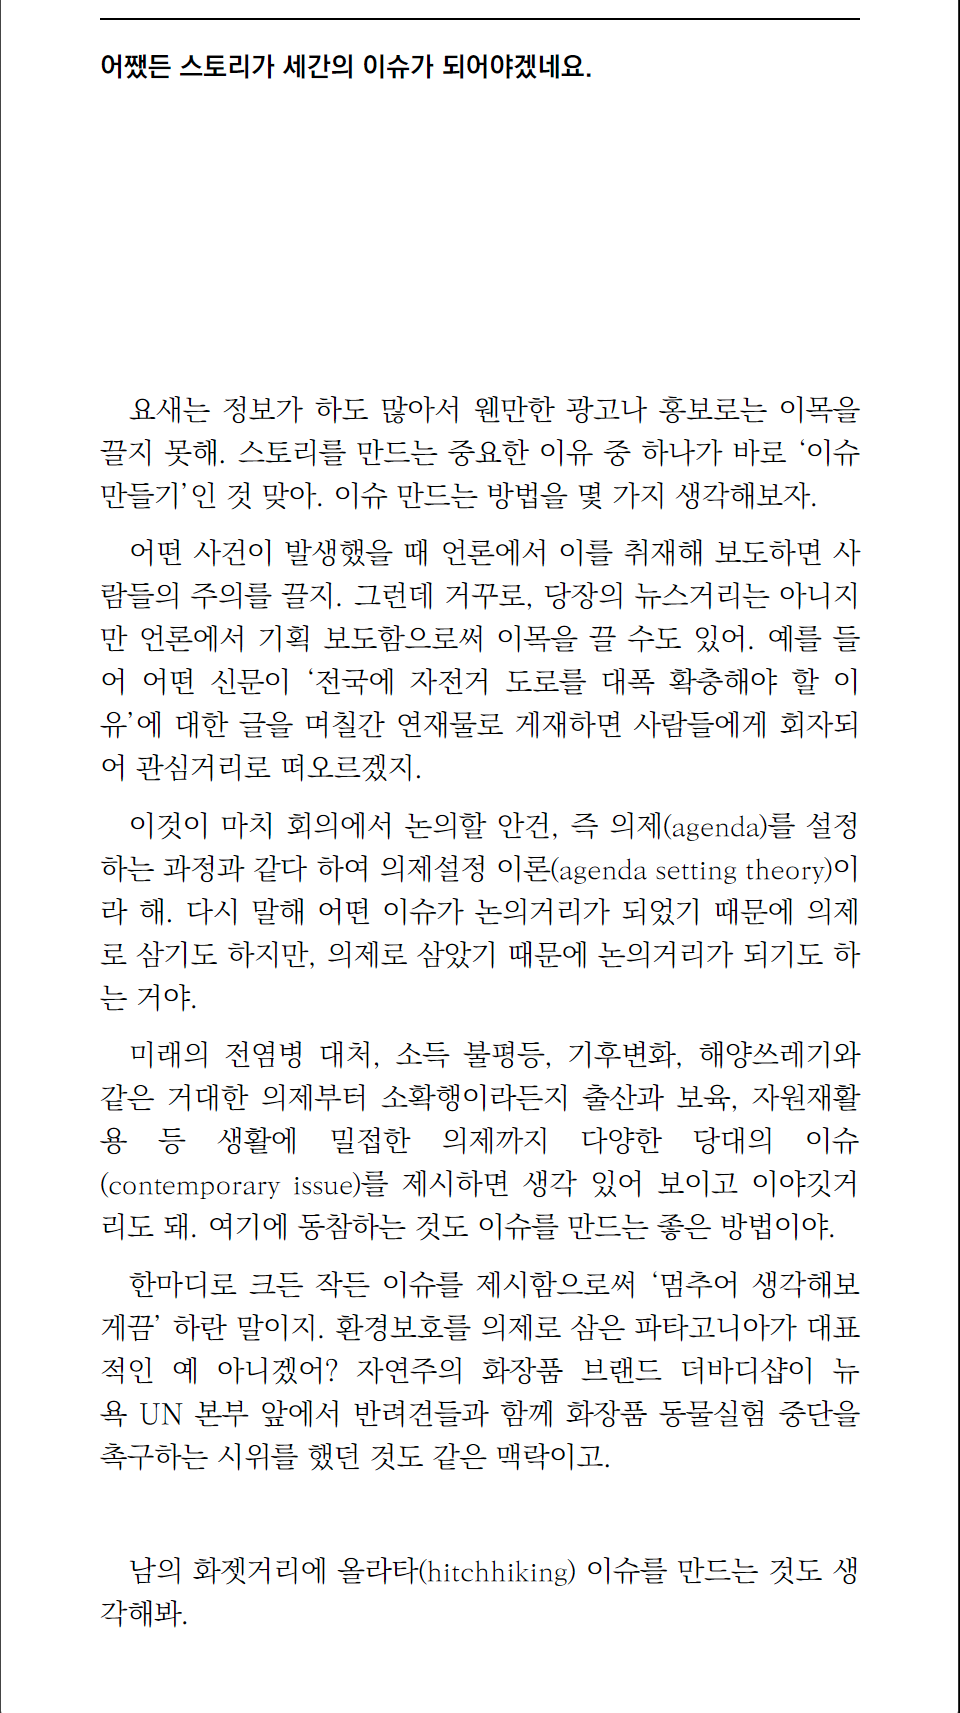 어쨌든 스토리가 세간의 이슈가 되어야겠네요.
요새는 정보가 하도 많아서 웬만한 광고나 홍보로는 이목을
끌지 못해. 스토리를 만드는 중요한 이유 중 하나가 바로 ‘이슈
만들기’인 것 맞아. 이슈 만드는 방법을 몇 가지 생각해보자.
어떤 사건이 발생했을 때 언론에서 이를 취재해 보도하면 사
람들의 주의를 끌지. 그런데 거꾸로, 당장의 뉴스거리는 아니지
만 언론에서 기획 보도함으로써 이목을 끌 수도 있어. 예를 들
어 어떤 신문이 ‘전국에 자전거 도로를 대폭 확충해야 할 이
유’에 대한 글을 며칠간 연재물로 게재하면 사람들에게 회자되
어 관심거리로 떠오르겠지.
이것이 마치 회의에서 논의할 안건, 즉 의제(agenda)를 설정
하는 과정과 같다 하여 의제설정 이론(agenda setting theory)이
라 해. 다시 말해 어떤 이슈가 논의거리가 되었기 때문에 의제
로 삼기도 하지만, 의제로 삼았기 때문에 논의거리가 되기도 하
는 거야.
미래의 전염병 대처, 소득 불평등, 기후변화, 해양쓰레기와
같은 거대한 의제부터 소확행이라든지 출산과 보육, 자원재활
용 등 생활에 밀접한 의제까지 다양한 당대의 이슈
(contemporary issue)를 제시하면 생각 있어 보이고 이야깃거
리도 돼. 여기에 동참하는 것도 이슈를 만드는 좋은 방법이야.
한마디로 크든 작든 이슈를 제시함으로써 ‘멈추어 생각해보
게끔’ 하란 말이지. 환경보호를 의제로 삼은 파타고니아가 대표
적인 예 아니겠어? 자연주의 화장품 브랜드 더바디샵이 뉴
욕 UN 본부 앞에서 반려견들과 함께 화장품 동물실험 중단을
촉구하는 시위를 했던 것도 같은 맥락이고.
남의 화젯거리에 올라타(hitchhiking) 이슈를 만드는 것도 생
각해봐.